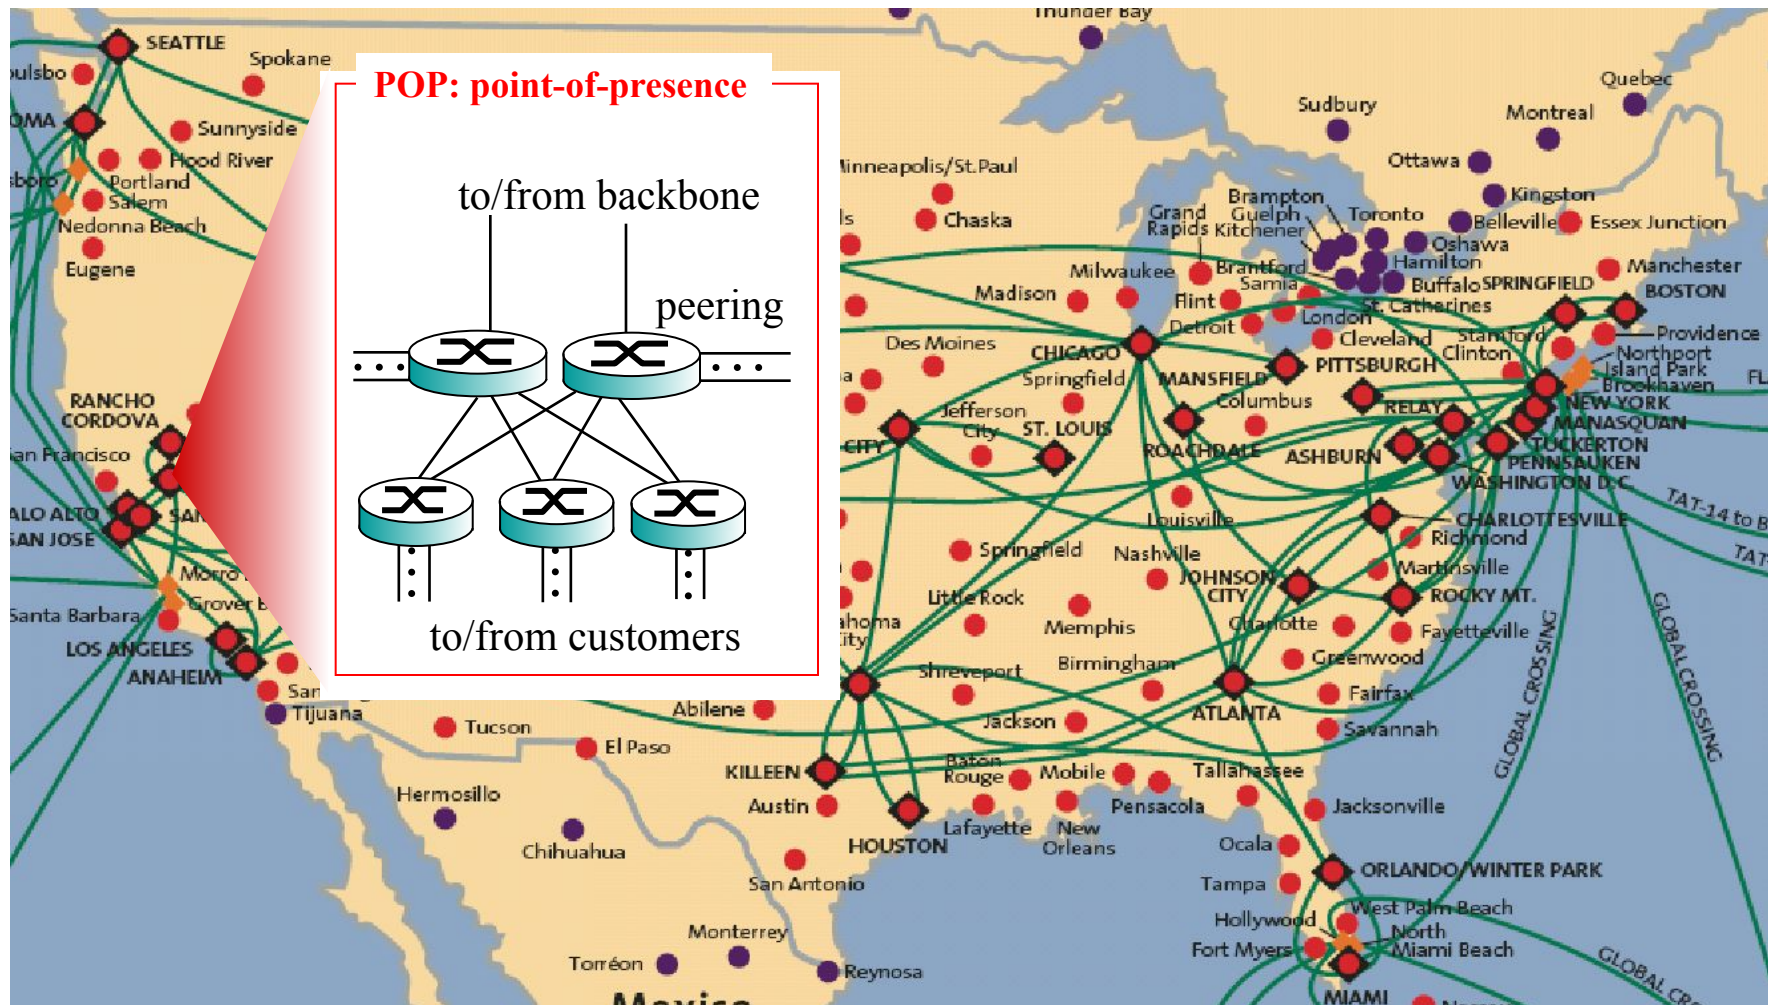 Thunder Bay
SEATTLE
Spokane
Quebec
Sudbury
Montreal
POP: point-of-presence
Sunnyside
Hood River
Portland
Salem
Nedonna Beach
Eugene
to/from backbone
peering
to/from customers
Chaska
Ottawa
Kingston
Brampton
Guelph
Kitchener
Toronto
Grand
Rapids
Belleville
Essex Junction
Oshawa
Hamilton
Milwaukee
Brantford
Buffalo
SPRINGFIELD
Manchester
BOSTON
Madison
Flint
St. Catherines
London
Detroit
Cleveland
Stamford
Providence
Des Moines
CHICAGO
Clinton
Northport
Island Park
Brookhaven
Springfield
MANSFIELD
PITTSBURGH
RANCHO
CORDOVA
Jefferson
City
ST. LOUIS
Columbus
RELAY
NEW YORK
MANASQUAN
CITY
ROACHDALE
ASHBURN
TUCKERTON
PENNSAUKEN
WASHINGTON D.C.
SAN JOSE
Louisville
CHARLOTTESVILLE
Richmond
TAT-14 to
Springfield
Nashville
JOHNSON
CITY
Martinsville
ROCKY MT.
Santa Barbara
Little Rock
Memphis
Charlotte
Fayetteville
LOS ANGELES
ANAHEIM
Shreveport
Birmingham
Greenwood
Fairfax
GLOBAL CROSSING
GLOBAL CROSSING
Tijuana
Tucson
El Paso
Abilene
Jackson
ATLANTA
Savannah
KILLEEN
Baton
Rouge
Mobile
Tallahassee
Hermosillo
Austin
Lafayette
New
Orleans
Pensacola
Jacksonville
Chihuahua
HOUSTON
Ocala
San Antonio
Tampa
ORLANDO/WINTER PARK
West Palm Beach
Hollywood
North
Miami Beach
Fort Myers
Monterrey
Torréon
Reynosa
GLOBAL
Mexico
MIAMI